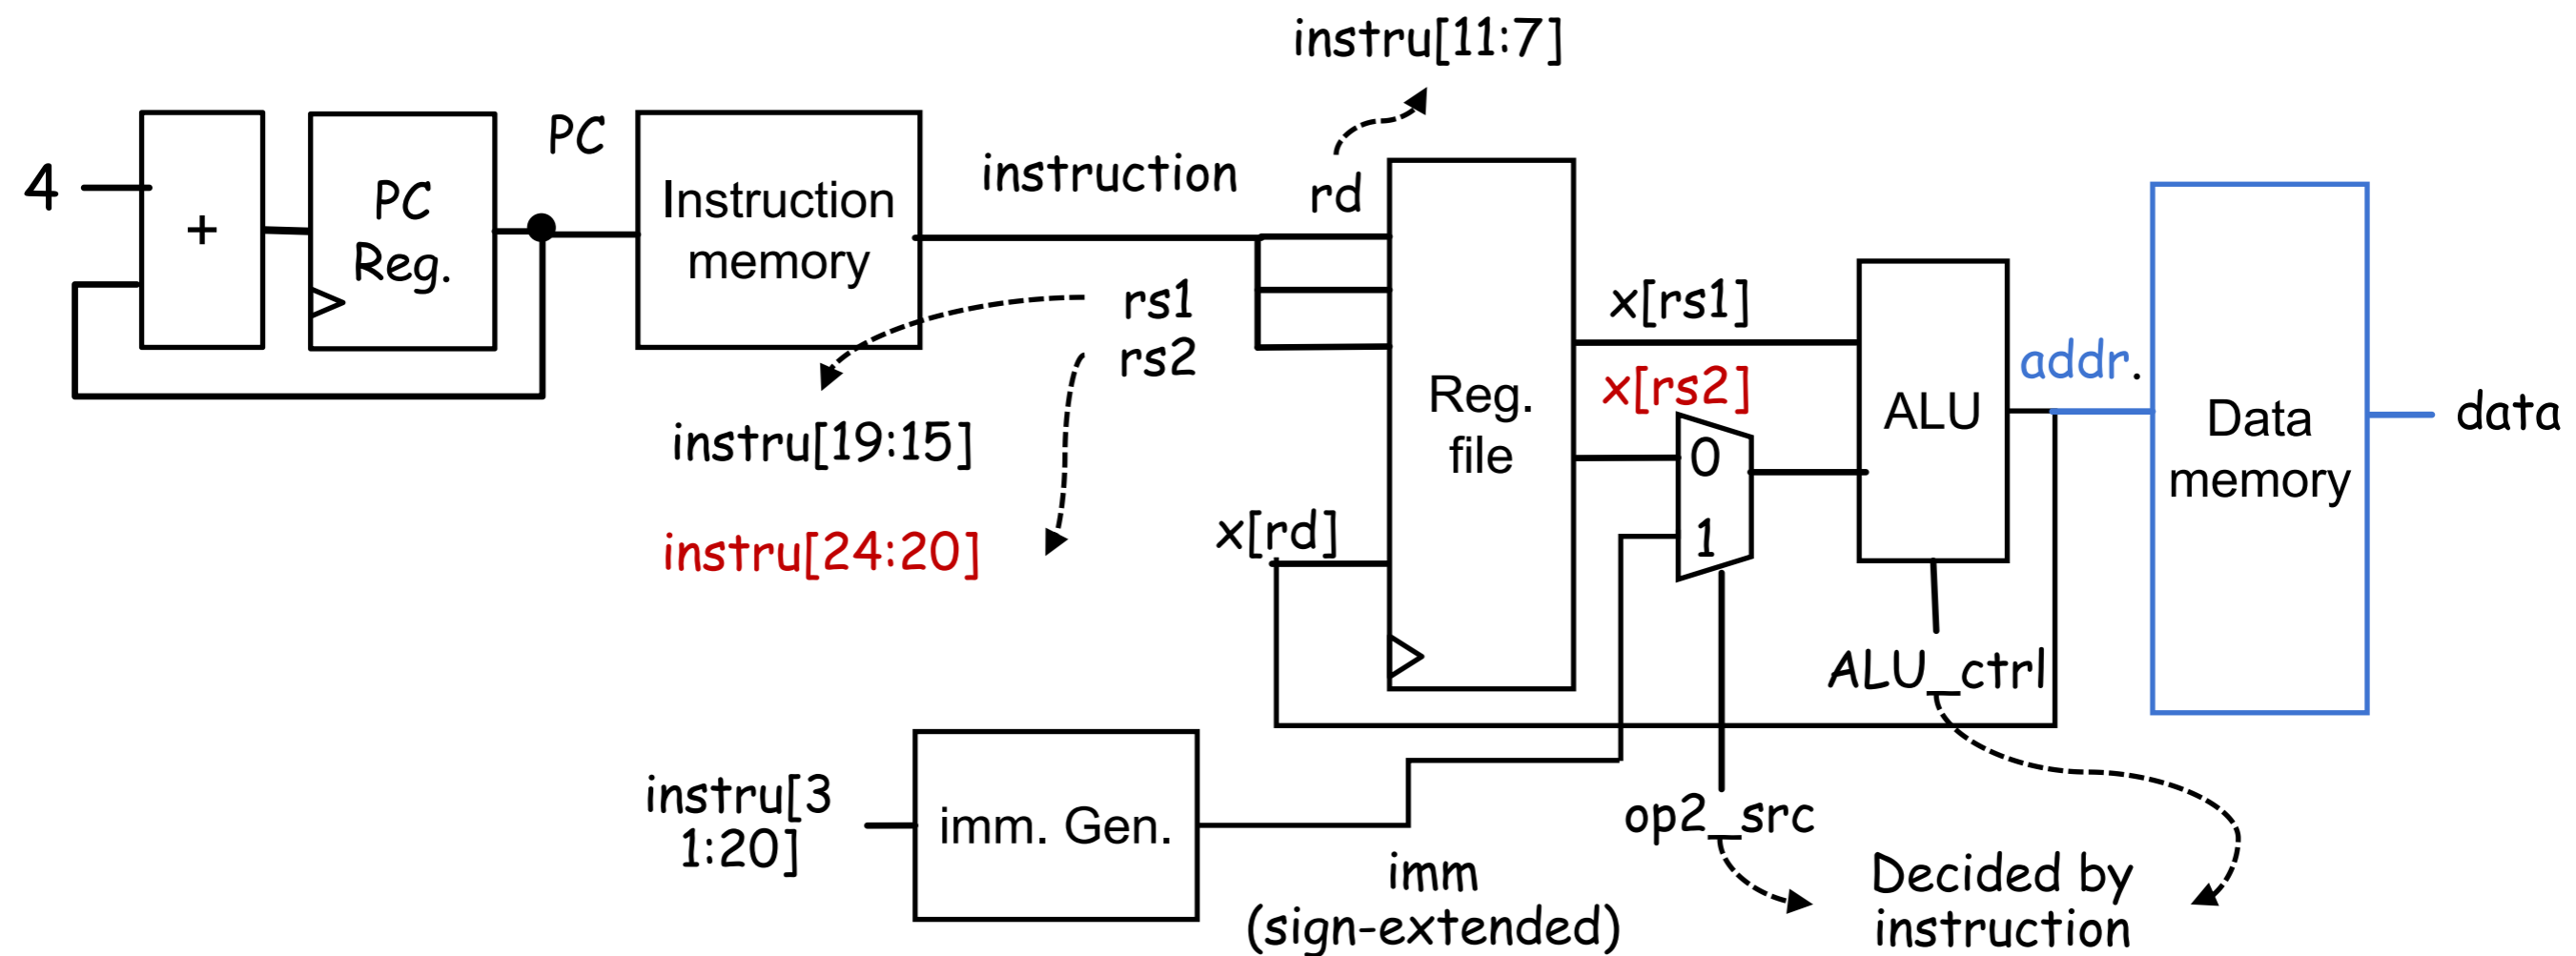 instru[11:7]
4
+
PC
Reg.
PC
Instruction
memory
instruction
rd
rs1
rs2
instru[19:15]
instru[24:20]
x[rd]
Reg.
file
x[rs1]
x[rs2]
0
1
ALU
addr.
Data
memory
data
ALU_ctrl
instru[3
1:20]
imm. Gen.
imm
(sign-extended)
op2_src
Decided by
instruction